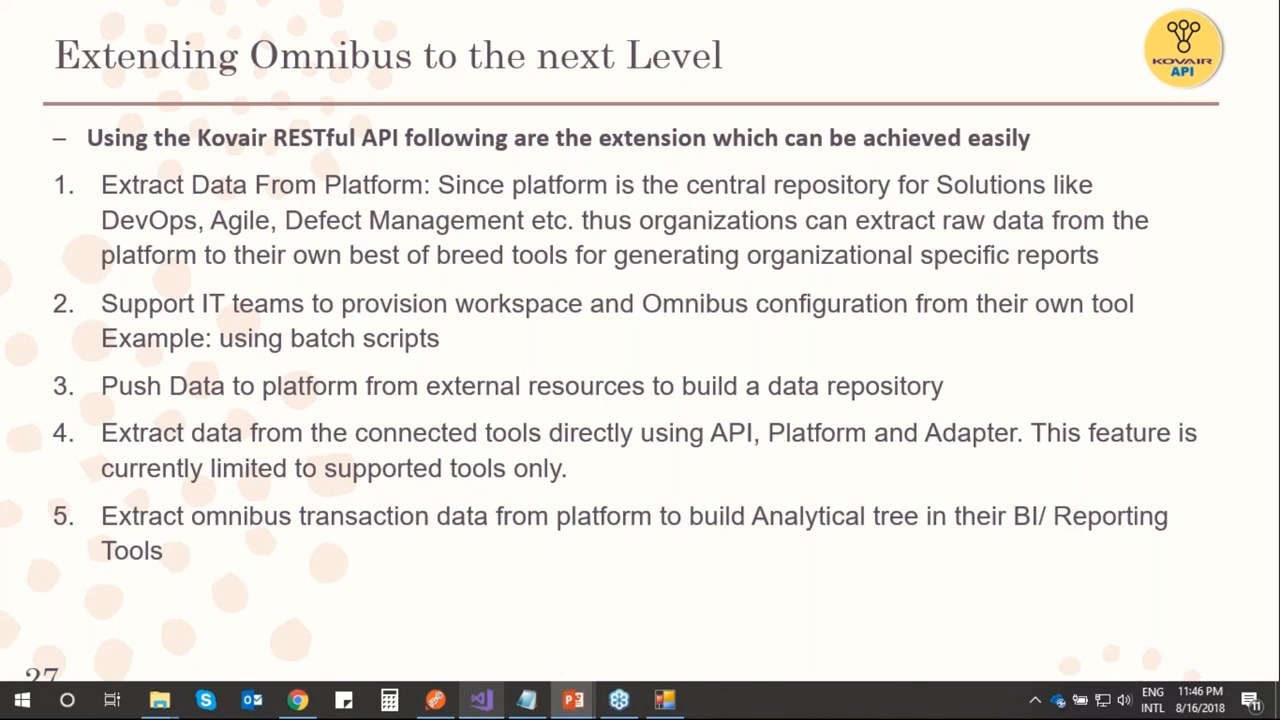 Extending Omnibus to the next Level
KOVAIR
API
– Using the Kovair RESTful API following are the extension which can be achieved easily
1. Extract Data From Platform: Since platform is the central repository for Solutions like
DevOps, Agile, Defect Management etc. thus organizations can extract raw data from the
platform to their own best of breed tools for generating organizational specific reports
2. Support IT teams to provision workspace and Omnibus configuration from their own tool
Example: using batch scripts
3. Push Data to platform from external resources to build a data repository
4. Extract data from the connected tools directly using API, Platform and Adapter. This feature is
currently limited to supported tools only.
5. Extract omnibus transaction data from platform to build Analytical tree in their BI/ Reporting
Tools
27
ENG
INTL
11:46 PM
8/16/2018
11